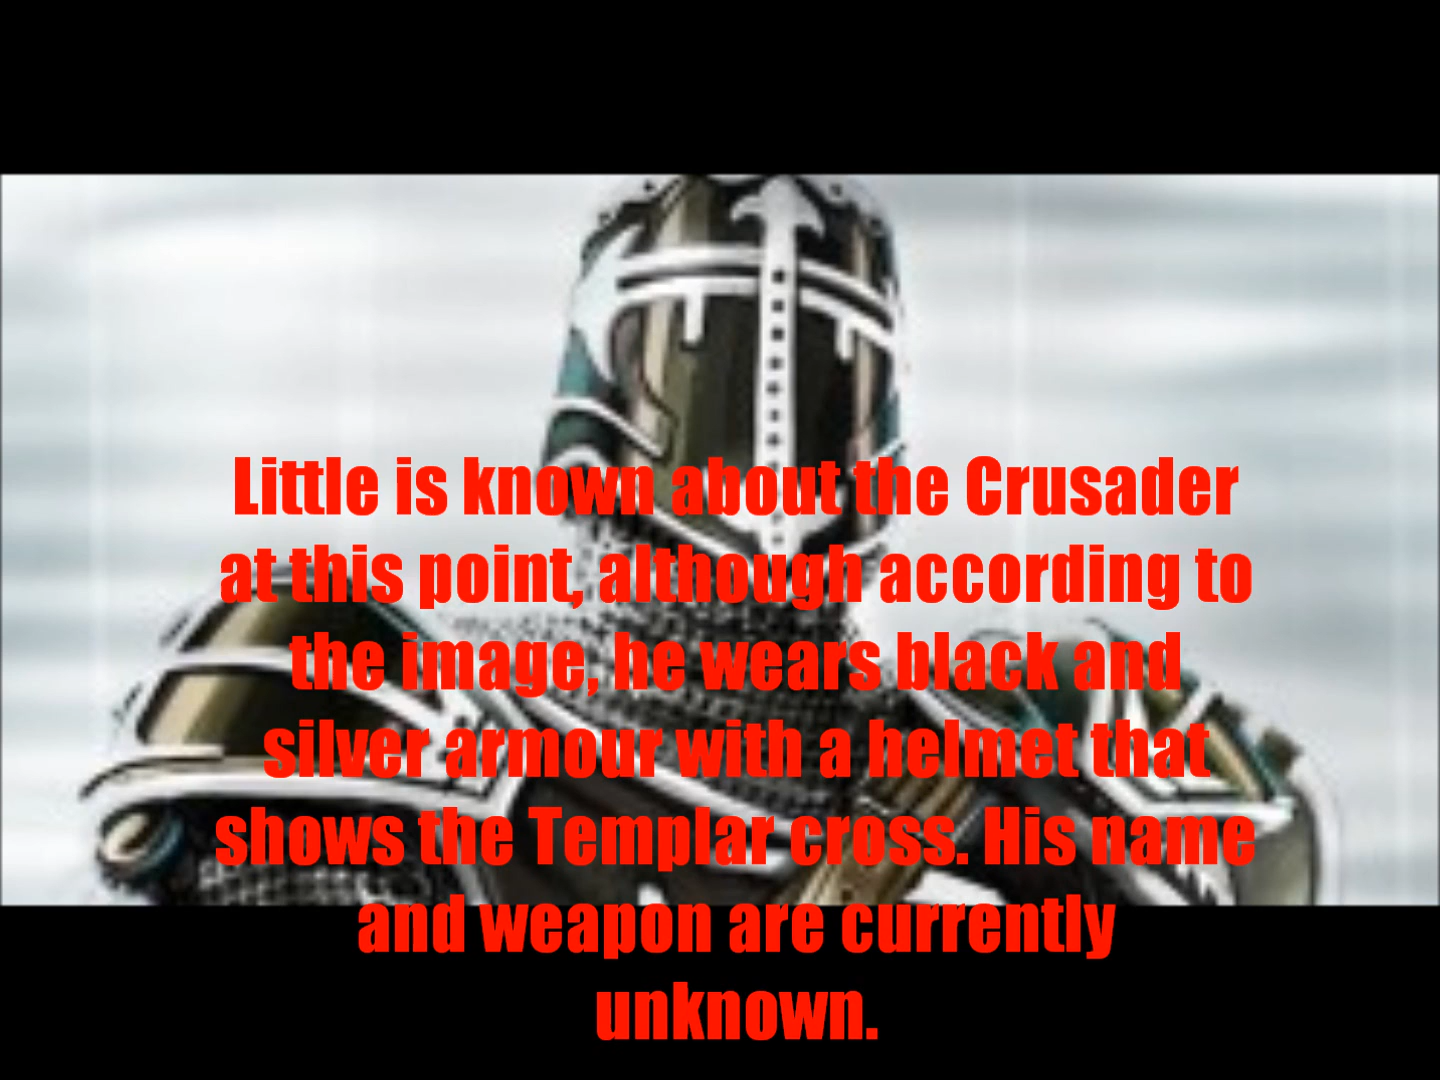 Little is known about the Crusader
at this point, although according to
the image, he wears black and
silver armour with a helmet that
shows the Templar cross. His name
and weapon are currently
unknown.